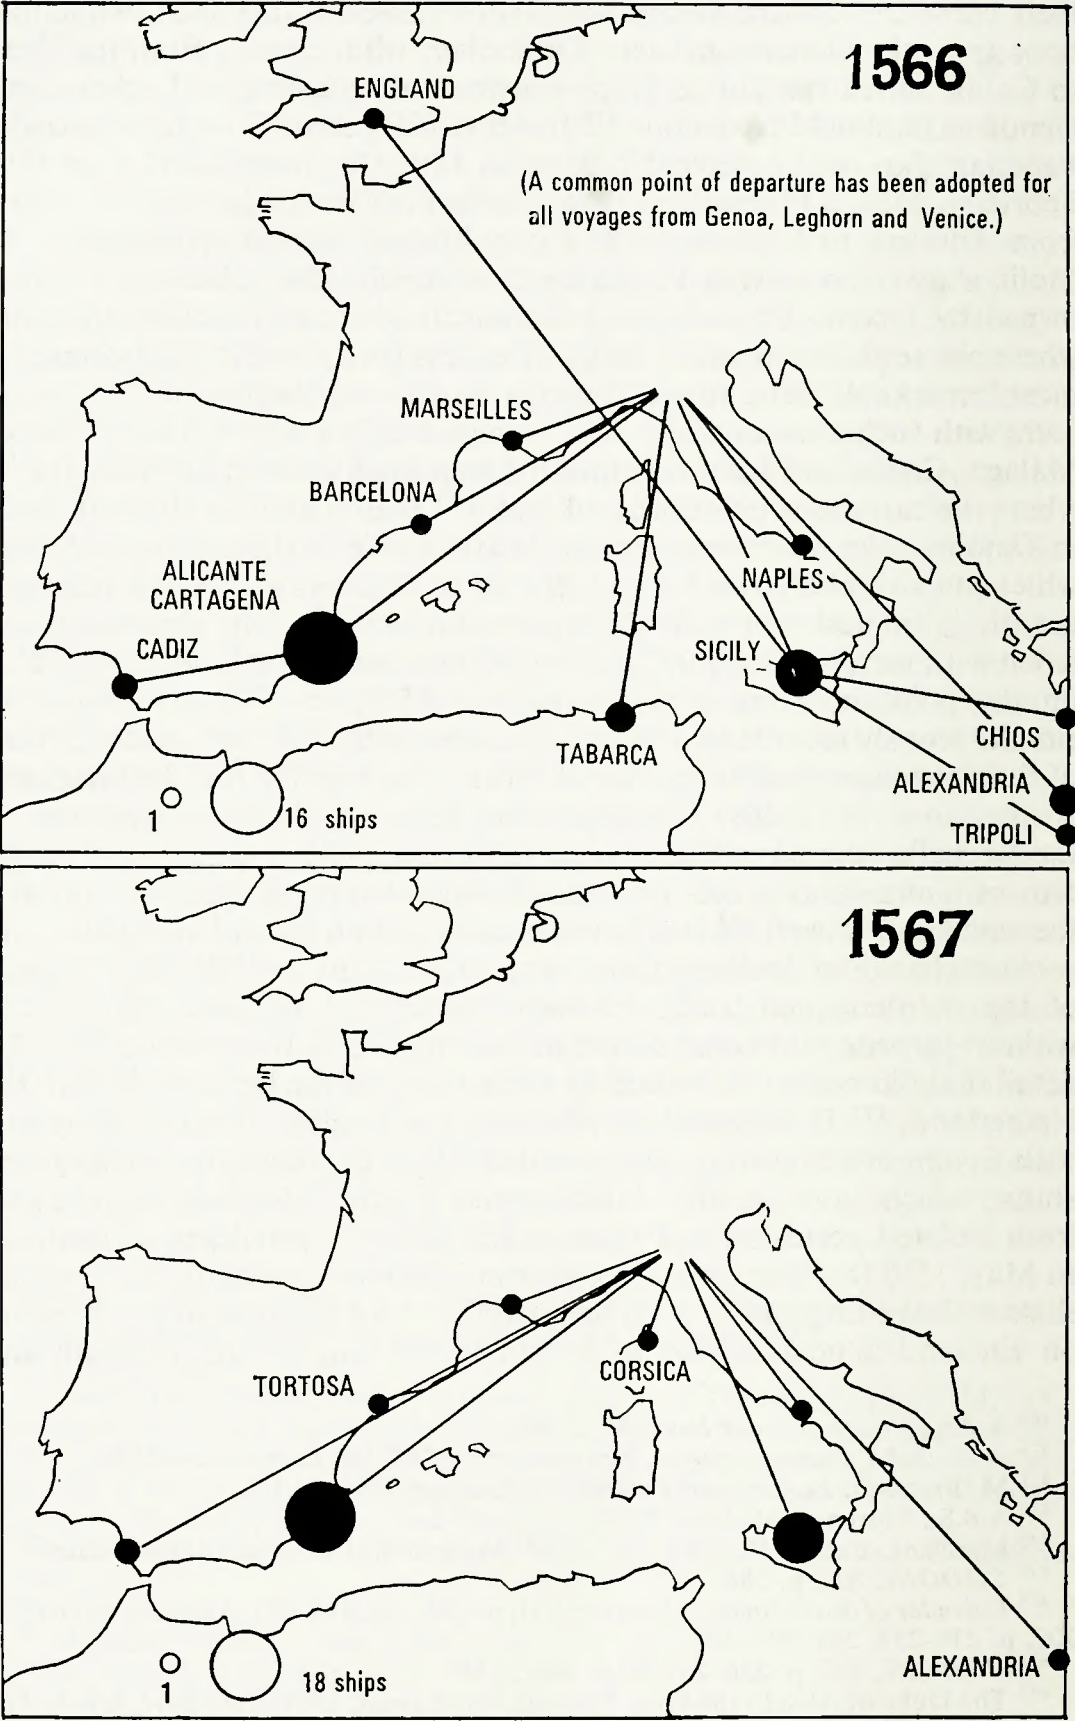 1566
ENGLAND
(A common point of departure has been adopted for
all voyages from Genoa, Leghorn and Venice.)
MARSEILLES
BARCELONA
ALICANTE
CARTAGENA
NAPLES
CADIZ
SICILY
TABARCA
CHIOS
ALEXANDRIA
TRIPOLI
1
16 ships
1567
TORTOSA
CORSICA
ALEXANDRIA
1
18 ships